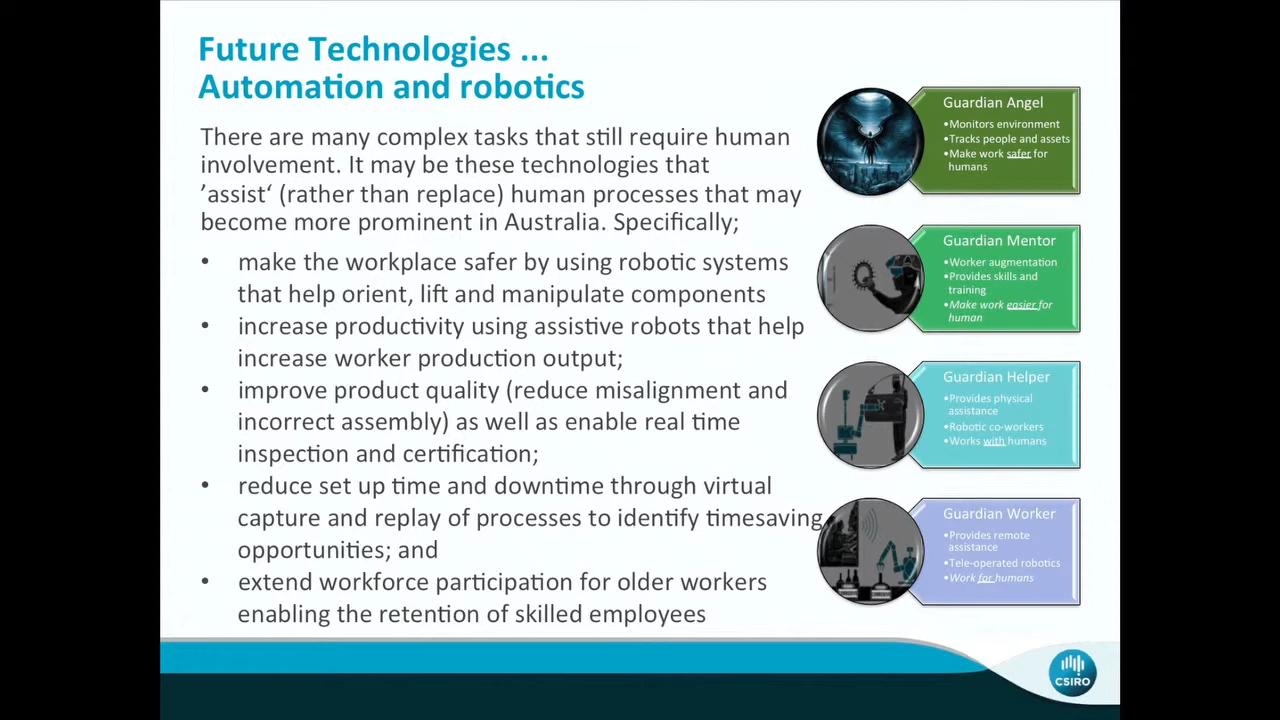 Future Technologies ...
Automation and robotics
There are many complex tasks that still require human
involvement. It may be these technologies that
’assist‘ (rather than replace) human processes that may
become more prominent in Australia. Specifically;
• make the workplace safer by using robotic systems
that help orient, lift and manipulate components
• increase productivity using assistive robots that help
increase worker production output;
• improve product quality (reduce misalignment and
incorrect assembly) as well as enable real time
inspection and certification;
• reduce set up time and downtime through virtual
capture and replay of processes to identify timesaving
opportunities; and
• extend workforce participation for older workers
enabling the retention of skilled employees
Guardian Angel
•Monitors environment
•Tracks people and assets
•Make work safer for
humans
Guardian Mentor
•Worker augmentation
•Provides skills and
training
•Make work easier for
human
Guardian Helper
•Provides physical
assistance
•Robotic co-workers
•Works with humans
Guardian Worker
•Provides remote
assistance
•Tele-operated robotics
•Work for humans
CSIRO